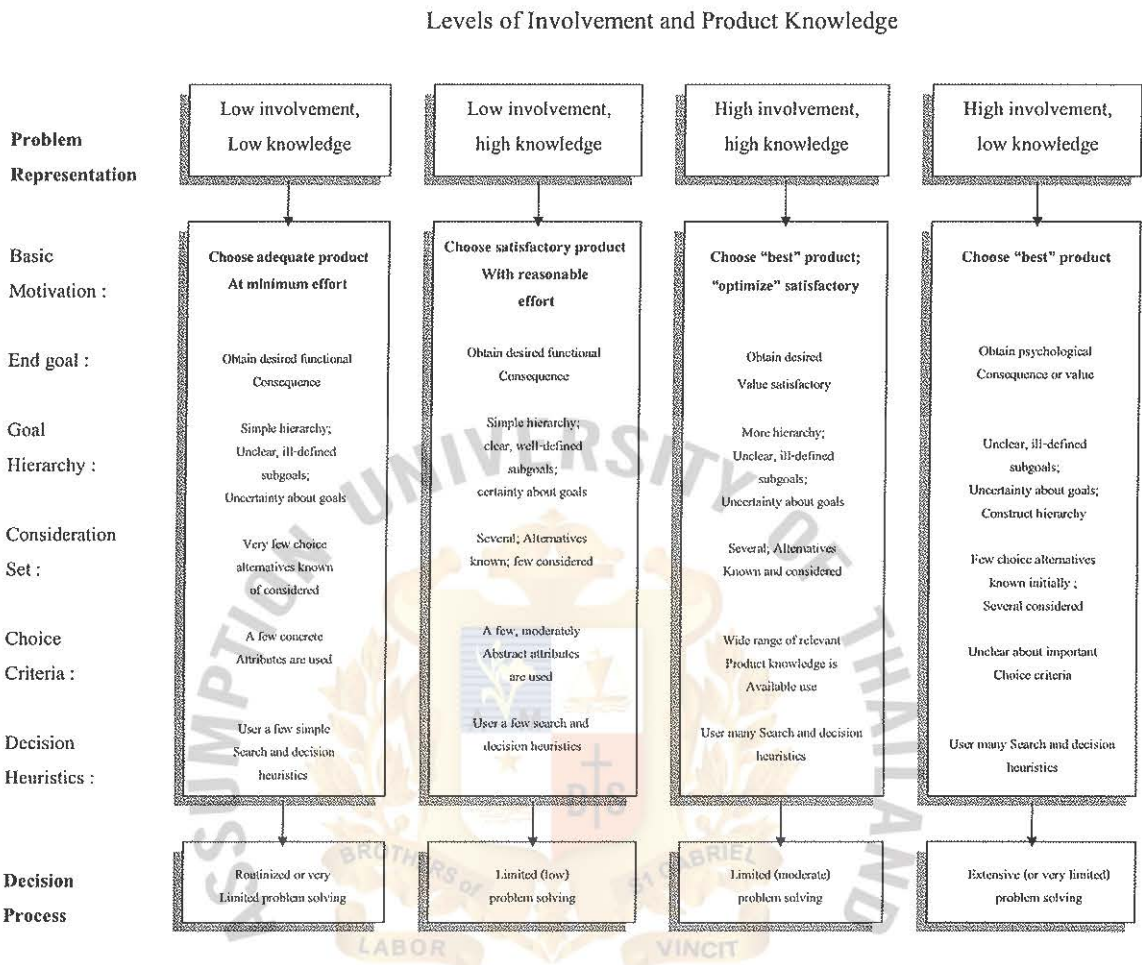 Levels of Involvement and Product Knowledge
Problem
Representation
Low involvement,
Low knowledge
Low involvement,
high knowledge
High involvement,
high knowledge
High involvement,
low knowledge
Basic
Motivation :
Choose adequate product
At minimum effort
Choose satisfactory product
With reasonable
effort
Choose “best” product;
“optimize” satisfactory
Choose “best” product
End goal :
Obtain desired functional
Consequence
Obtain desired functional
Consequence
Obtain desired
Value satisfactory
Obtain psychological
Consequence or value
Goal
Hierarchy :
Simple hierarchy;
Unclear, ill-defined
subgoals;
Uncertainty about goals
Simple hierarchy;
clear, well-defined
subgoals;
certainty about goals
More hierarchy;
Unclear, ill-defined
subgoals;
Uncertainty about goals
Unclear, ill-defined
subgoals;
Uncertainty about goals;
Construct hierarchy
Consideration
Set :
Very few choice
alternatives known
of considered
Several; Alternatives
known; few considered
Several; Alternatives
Known and considered
Few choice alternatives
known initially ;
Several considered
Choice
Criteria :
A few concrete
Attributes are used
A few, moderately
Abstract attributes
are used
Wide range of relevant
Product knowledge is
Available use
Unclear about important
Choice criteria
Decision
Heuristics :
User a few simple
Search and decision
heuristics
User a few search and
decision heuristics
User many Search and decision
heuristics
User many Search and decision
heuristics
Decision
Process
Routinized or very
Limited problem solving
Limited (low)
problem solving
Limited (moderate)
problem solving
Extensive (or very limited)
problem solving
ASSUMPTION UNIVERSITY OF THAILAND
D S
BROTHERS of ST GABRIEL
LABOR VINCIT